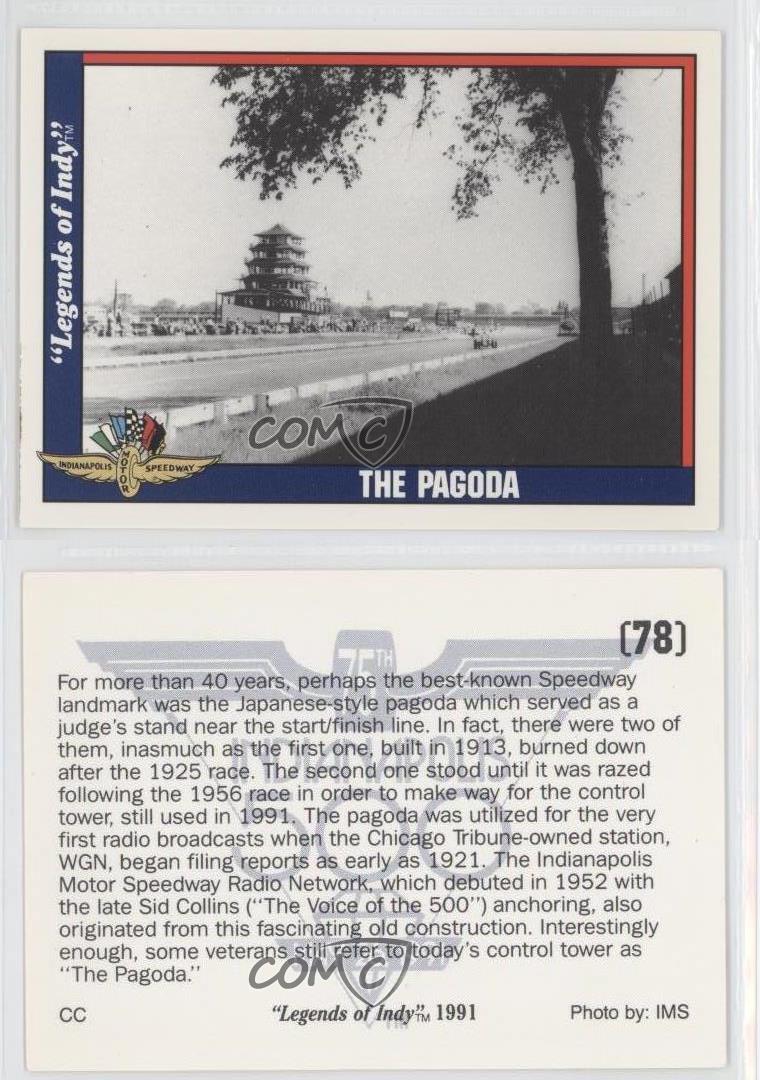 "Legends of Indy"™
INDIANAPOLIS MOTOR SPEEDWAY
THE PAGODA
COMC
(78)
75TH
INDIANAPOLIS
500
For more than 40 years, perhaps the best-known Speedway
landmark was the Japanese-style pagoda which served as a
judge's stand near the start/finish line. In fact, there were two of
them, inasmuch as the first one, built in 1913, burned down
after the 1925 race. The second one stood until it was razed
following the 1956 race in order to make way for the control
tower, still used in 1991. The pagoda was utilized for the very
first radio broadcasts when the Chicago Tribune-owned station,
WGN, began filing reports as early as 1921. The Indianapolis
Motor Speedway Radio Network, which debuted in 1952 with
the late Sid Collins ("The Voice of the 500") anchoring, also
originated from this fascinating old construction. Interestingly
enough, some veterans still refer to today's control tower as
"The Pagoda."
COMC
CC "Legends of Indy"™ 1991 Photo by: IMS
TM